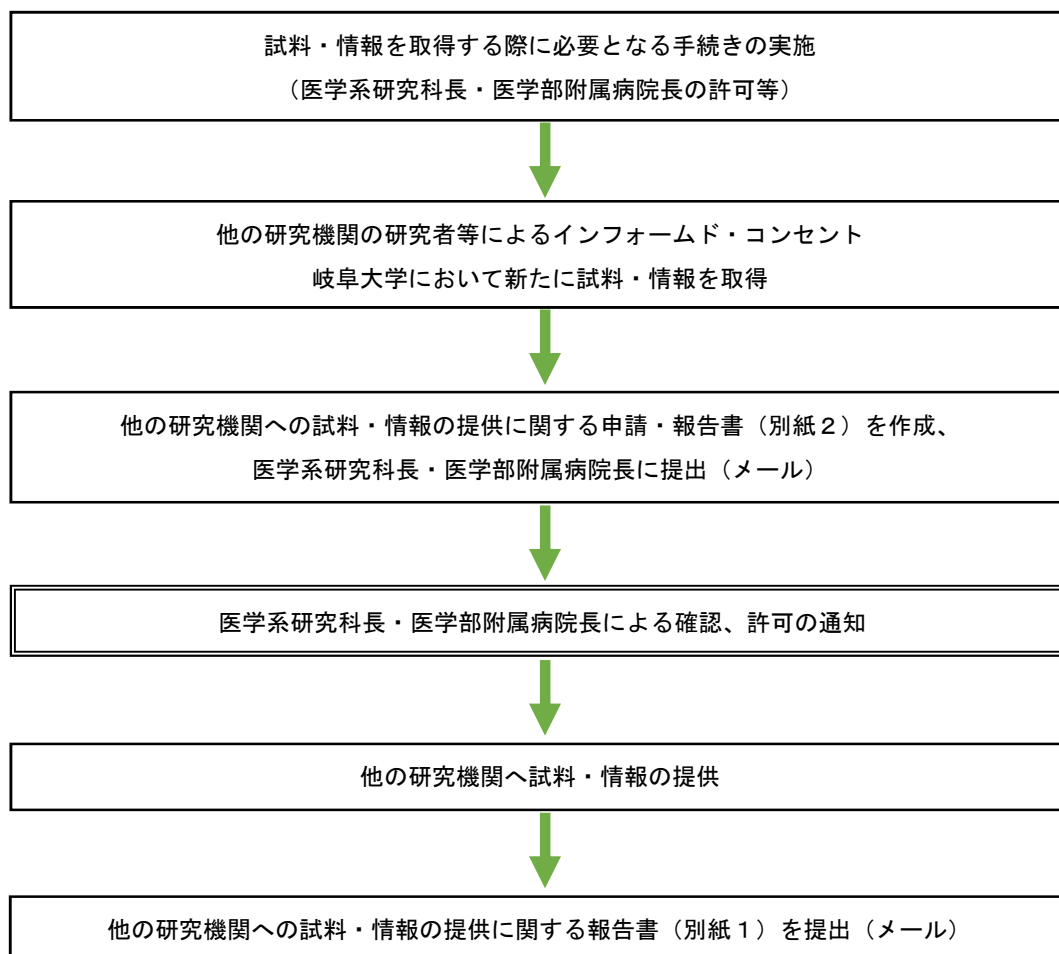 試料・情報を取得する際に必要となる手続きの実施
（医学系研究科長・医学部附属病院長の許可等）
他の研究機関の研究者等によるインフォームド・コンセント
岐阜大学において新たに試料・情報を取得
他の研究機関への試料・情報の提供に関する申請・報告書（別紙２）を作成、
医学系研究科長・医学部附属病院長に提出（メール）
医学系研究科長・医学部附属病院長による確認、許可の通知
他の研究機関へ試料・情報の提供
他の研究機関への試料・情報の提供に関する報告書（別紙１）を提出（メール）